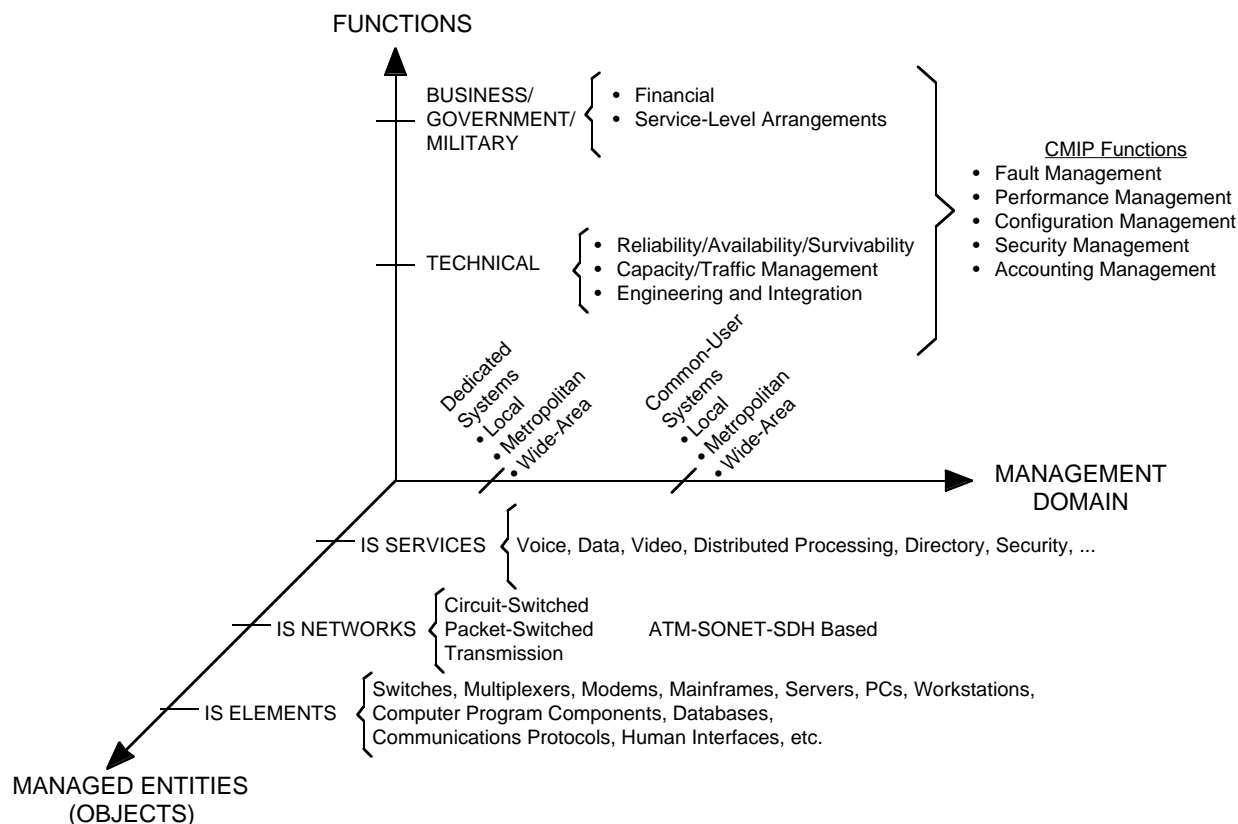 FUNCTIONS
BUSINESS/
GOVERNMENT/
MILITARY
• Financial
• Service-Level Arrangements
CMIP Functions
• Fault Management
• Performance Management
• Configuration Management
• Security Management
• Accounting Management
TECHNICAL
• Reliability/Availability/Survivability
• Capacity/Traffic Management
• Engineering and Integration
Dedicated
Systems
• Local
• Metropolitan
• Wide-Area
Common-User
Systems
• Local
• Metropolitan
• Wide-Area
MANAGEMENT
DOMAIN
IS SERVICES
Voice, Data, Video, Distributed Processing, Directory, Security, ...
IS NETWORKS
Circuit-Switched
Packet-Switched
Transmission
ATM-SONET-SDH Based
IS ELEMENTS
Switches, Multiplexers, Modems, Mainframes, Servers, PCs, Workstations,
Computer Program Components, Databases,
Communications Protocols, Human Interfaces, etc.
MANAGED ENTITIES
(OBJECTS)